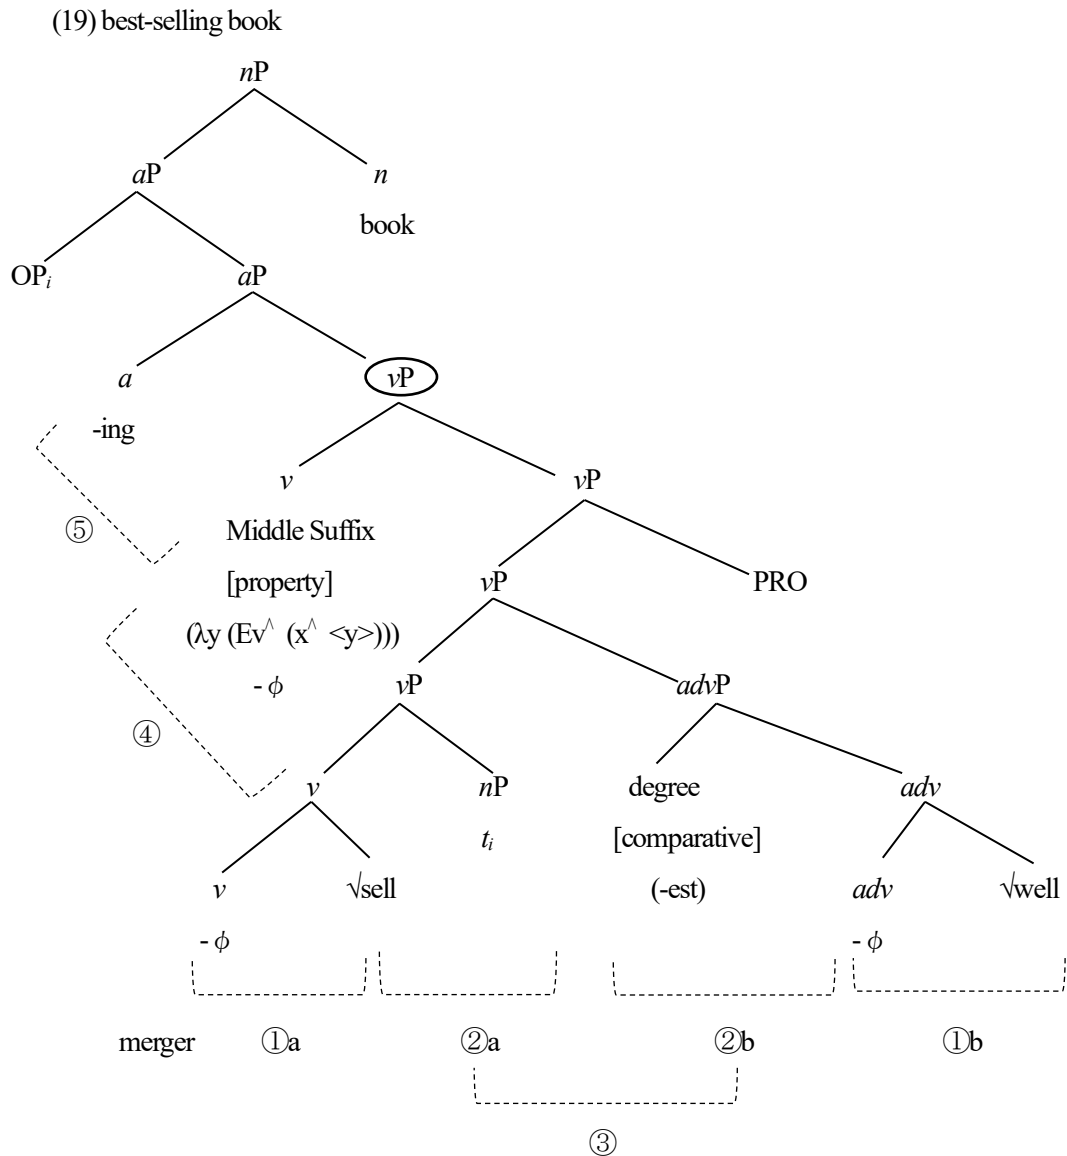 (19) best-selling book
nP
aP n
book
OPi aP
a vP
-ing
v vP
⑤ Middle Suffix
[property] vP PRO
(λy (Ev^ (x^ <y>)))
- ϕ vP advP
④
v nP degree adv
ti [comparative]
v √sell (-est) adv √well
- ϕ - ϕ
merger ①a ②a ②b ①b
③